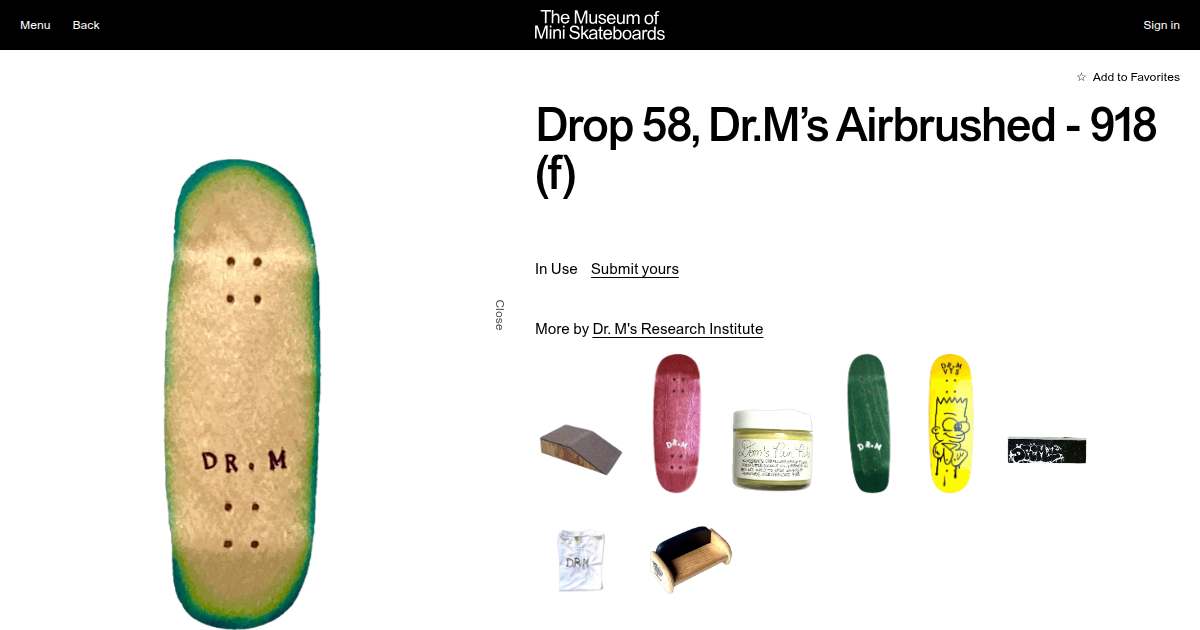 Menu
Back
The Museum of
Mini Skateboards
Sign in
☆ Add to Favorites
Drop 58, Dr.M’s Airbrushed - 918
(f)
In Use
Submit yours
Close
More by Dr. M's Research Institute
DR.M
DR.M
DR.M
DR.M
DRM